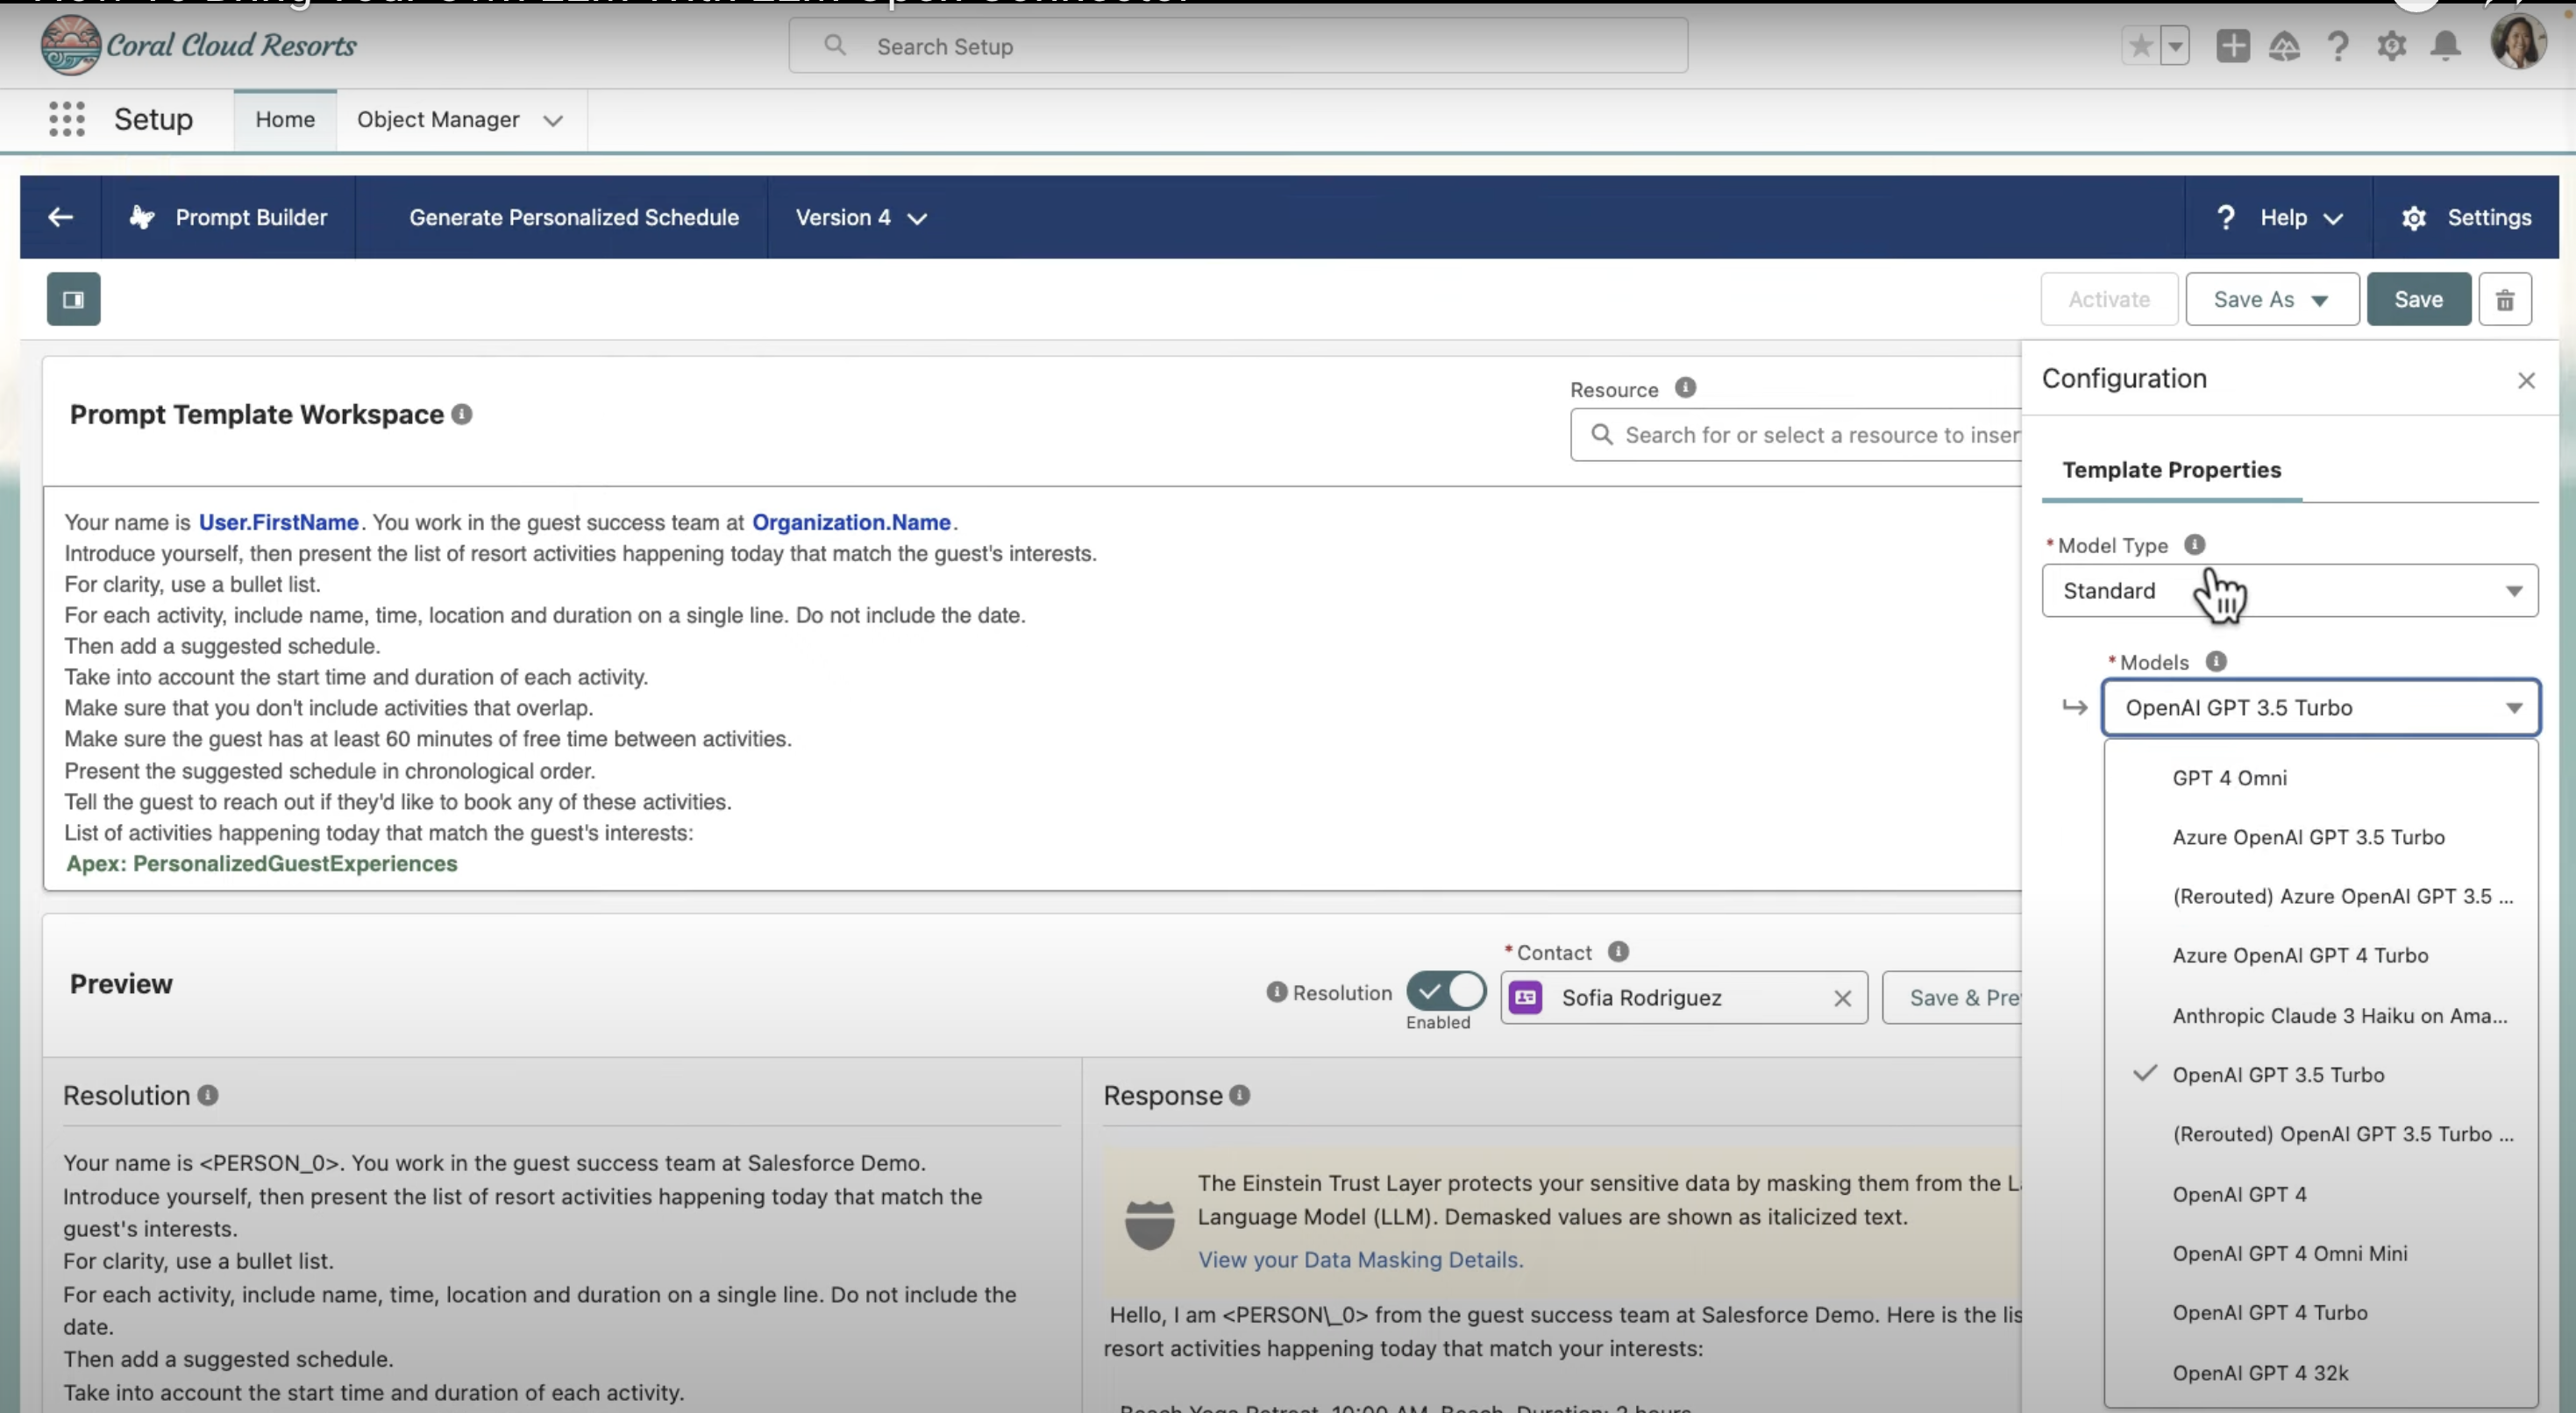 Coral Cloud Resorts
Search Setup
Setup
Home
Object Manager
Prompt Builder
Generate Personalized Schedule
Version 4
? Help
Settings
Activate
Save As
Save
Prompt Template Workspace
Resource
Search for or select a resource to inser
Your name is User.FirstName. You work in the guest success team at Organization.Name.
Introduce yourself, then present the list of resort activities happening today that match the guest's interests.
For clarity, use a bullet list.
For each activity, include name, time, location and duration on a single line. Do not include the date.
Then add a suggested schedule.
Take into account the start time and duration of each activity.
Make sure that you don't include activities that overlap.
Make sure the guest has at least 60 minutes of free time between activities.
Present the suggested schedule in chronological order.
Tell the guest to reach out if they'd like to book any of these activities.
List of activities happening today that match the guest's interests:
Apex: PersonalizedGuestExperiences
Configuration
Template Properties
* Model Type
Standard
* Models
OpenAI GPT 3.5 Turbo
GPT 4 Omni
Azure OpenAI GPT 3.5 Turbo
(Rerouted) Azure OpenAI GPT 3.5 ...
Azure OpenAI GPT 4 Turbo
Anthropic Claude 3 Haiku on Ama...
OpenAI GPT 3.5 Turbo
(Rerouted) OpenAI GPT 3.5 Turbo ...
OpenAI GPT 4
OpenAI GPT 4 Omni Mini
OpenAI GPT 4 Turbo
OpenAI GPT 4 32k
Preview
Resolution
Enabled
* Contact
Sofia Rodriguez
Save & Pre
Resolution
Your name is <PERSON_0>. You work in the guest success team at Salesforce Demo.
Introduce yourself, then present the list of resort activities happening today that match the
guest's interests.
For clarity, use a bullet list.
For each activity, include name, time, location and duration on a single line. Do not include the
date.
Then add a suggested schedule.
Take into account the start time and duration of each activity.
Response
The Einstein Trust Layer protects your sensitive data by masking them from the L
Language Model (LLM). Demasked values are shown as italicized text.
View your Data Masking Details.
Hello, I am <PERSON\_0> from the guest success team at Salesforce Demo. Here is the lis
resort activities happening today that match your interests: